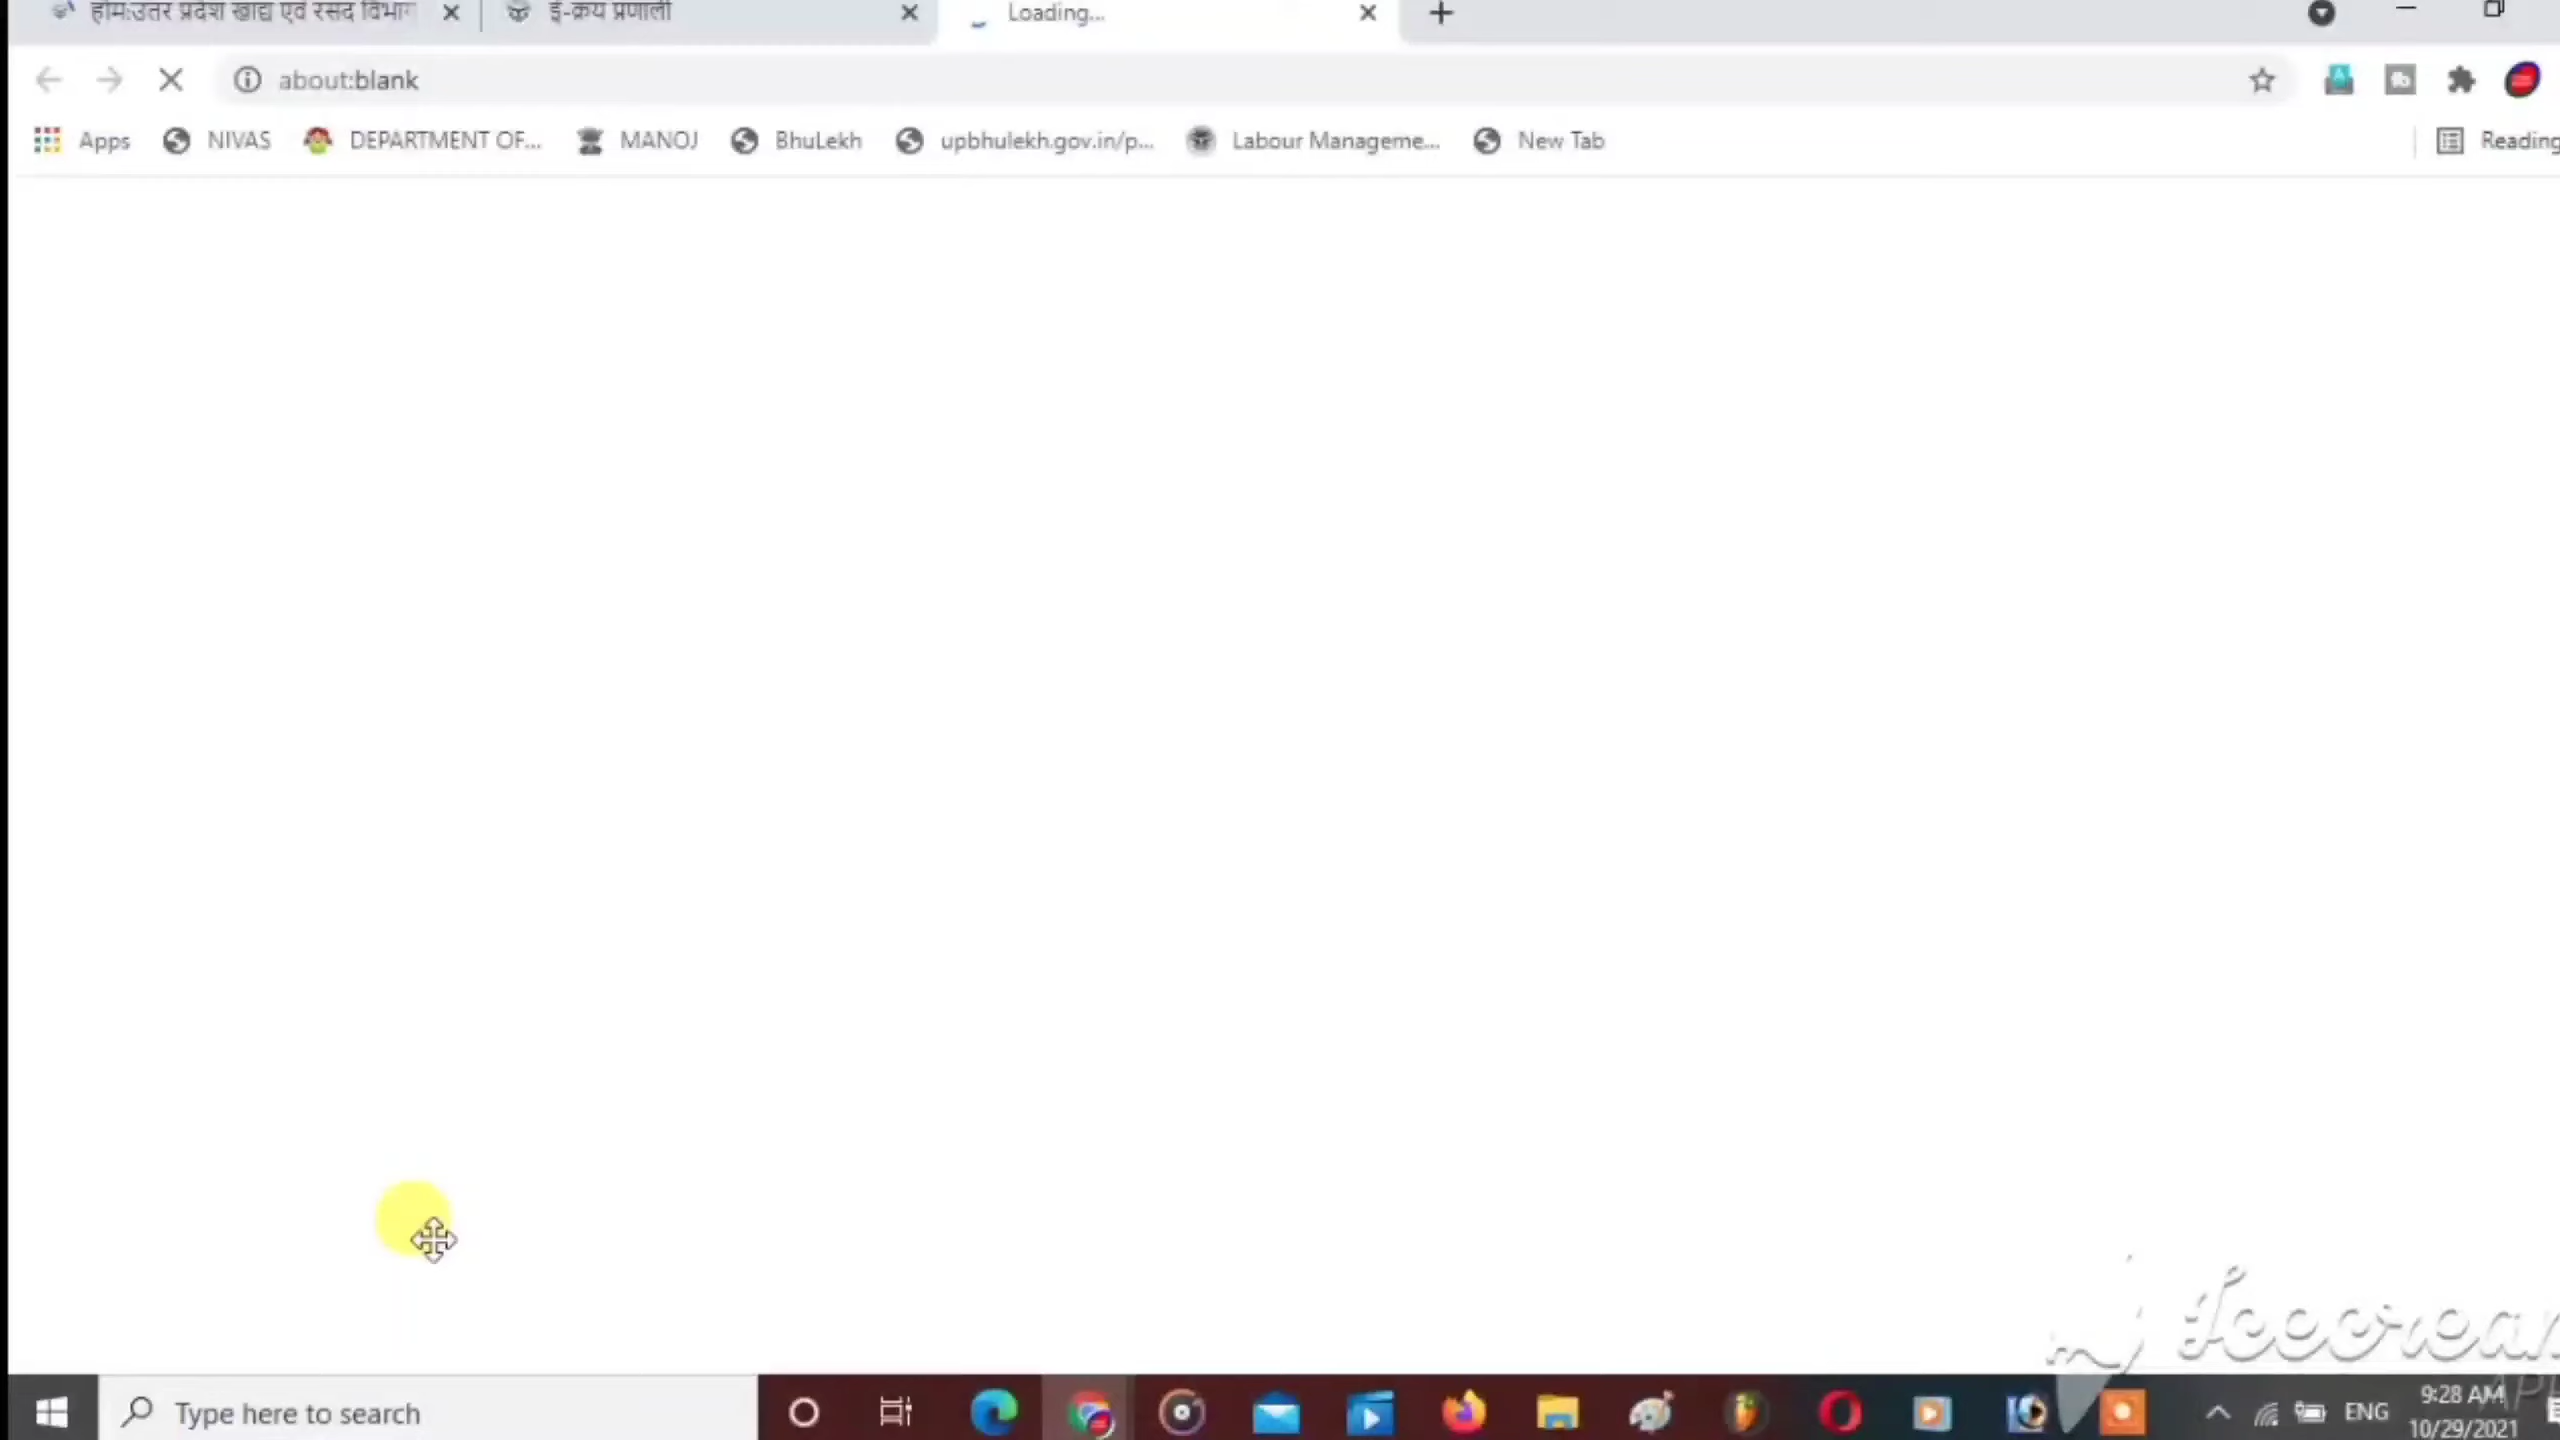 होम:उत्तर प्रदेश खाद्य एवं रसद विभाग
ई-क्रय प्रणाली
Loading...
about:blank
Apps
NIVAS
DEPARTMENT OF...
MANOJ
BhuLekh
upbhulekh.gov.in/p...
Labour Manageme...
New Tab
Reading
Type here to search
ENG
9:28 AM
10/29/2021